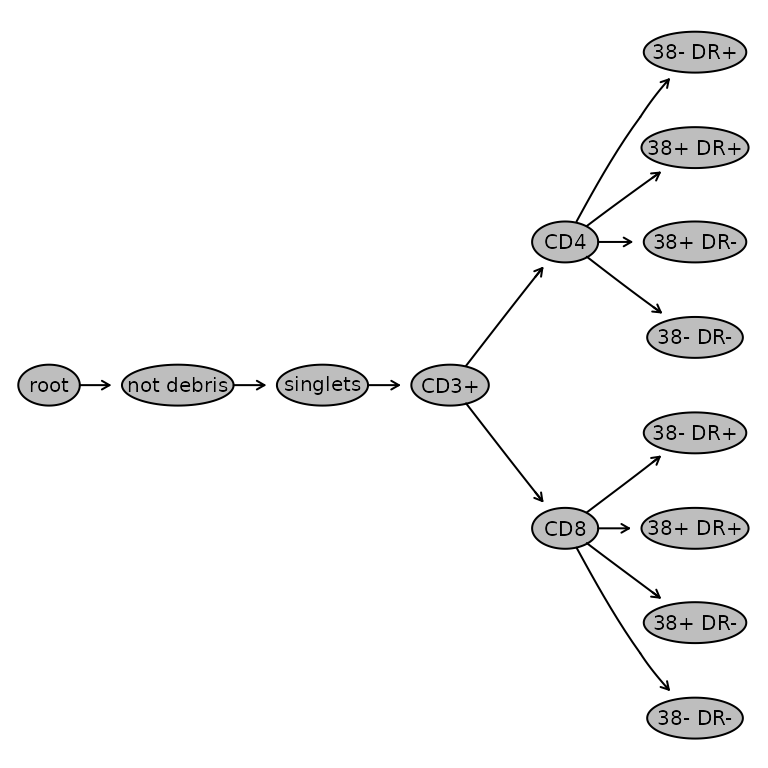 38- DR+
38+ DR+
CD4
38+ DR-
38- DR-
root
not debris
singlets
CD3+
38- DR+
CD8
38+ DR+
38+ DR-
38- DR-